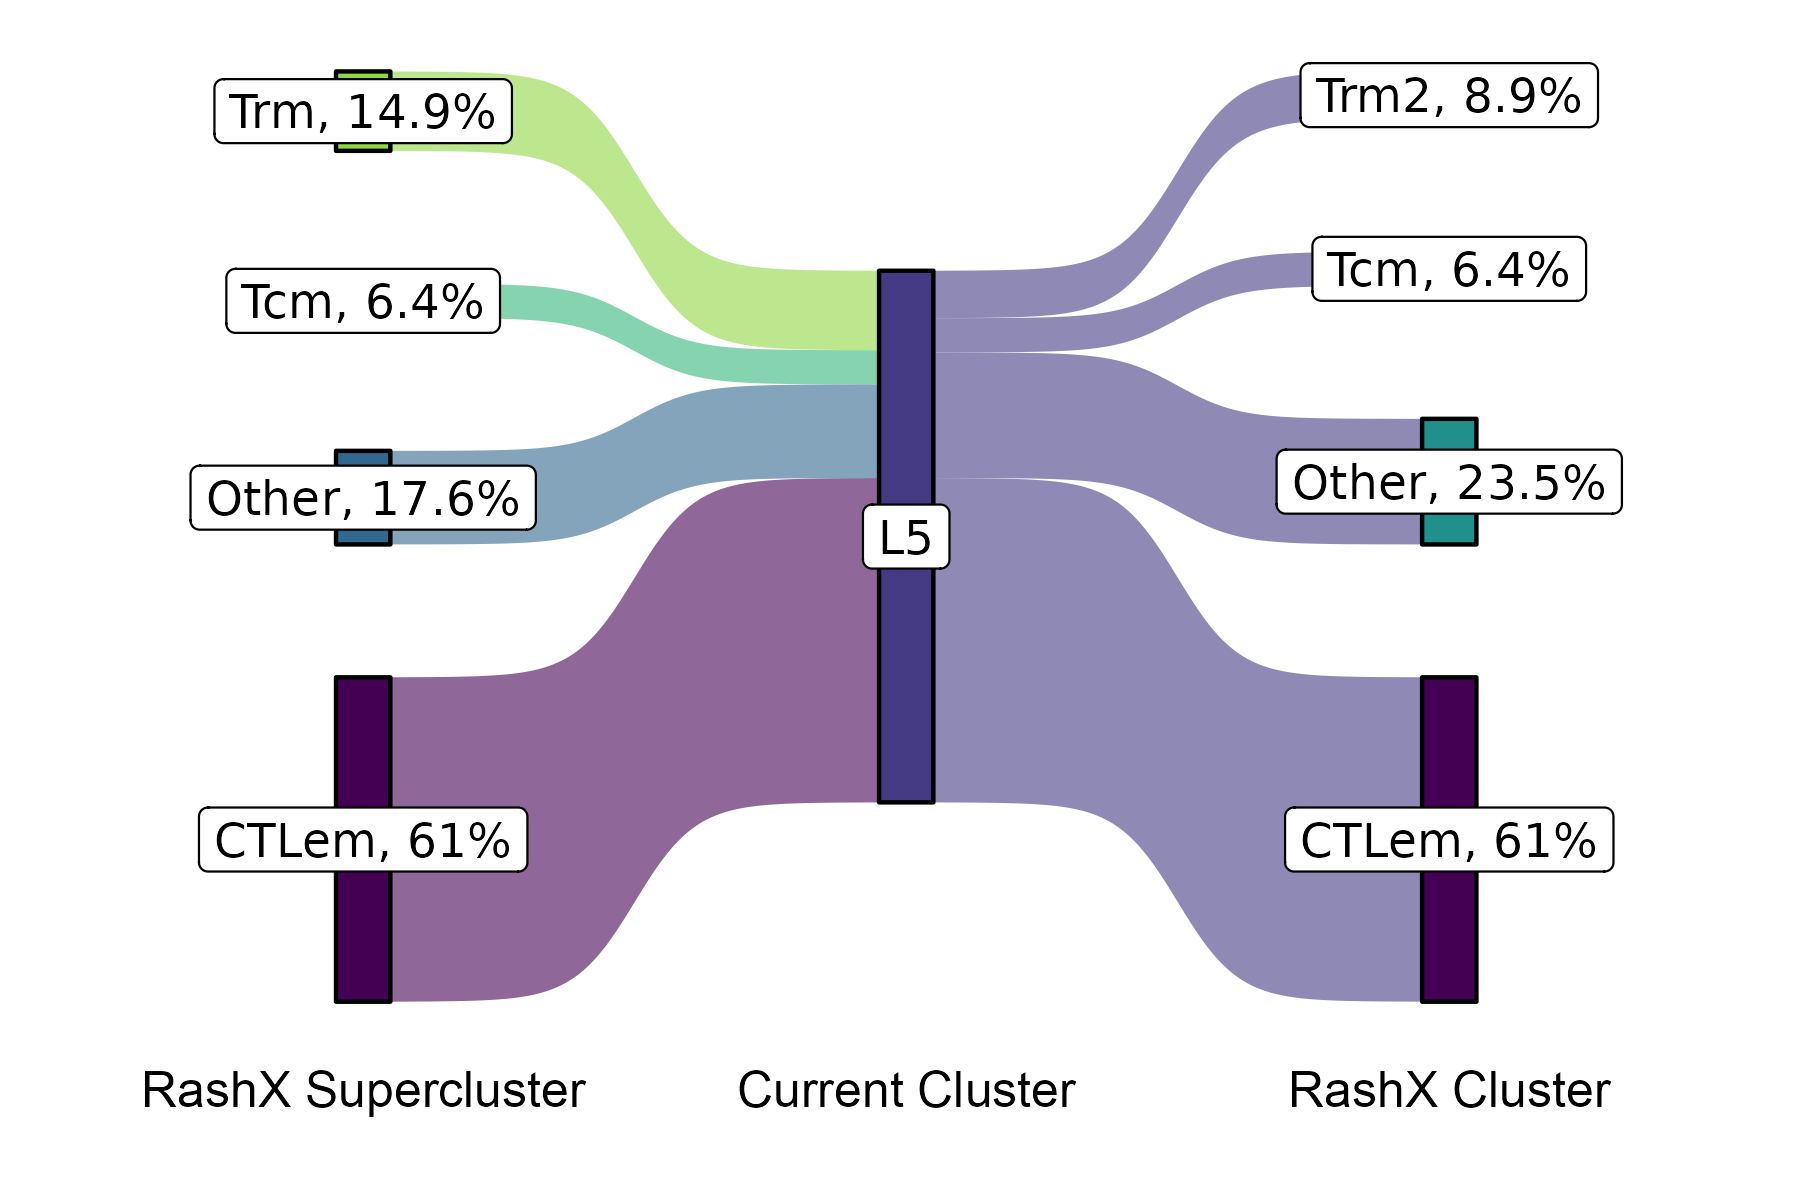 Trm, 14.9%
Tcm, 6.4%
Other, 17.6%
CTLem, 61%
L5
Trm2, 8.9%
Tcm, 6.4%
Other, 23.5%
CTLem, 61%
RashX Supercluster
Current Cluster
RashX Cluster